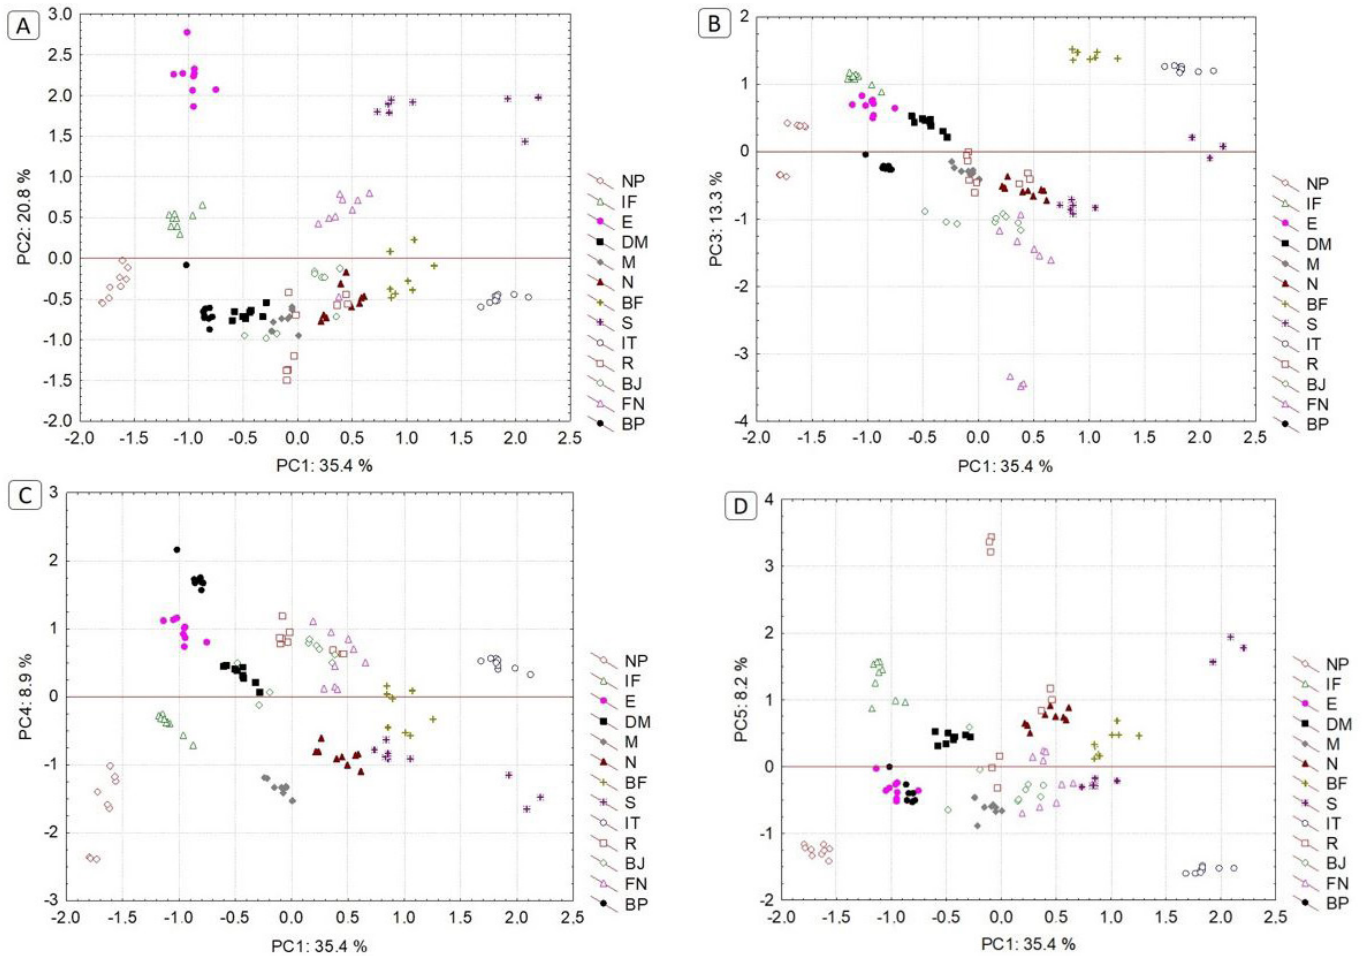 A
3.0
2.5
2.0
1.5
1.0
0.5
0.0
-0.5
-1.0
-1.5
2.0
PC2: 20.8 %
-2.0 -1.5 -1.0 -0.5 0.0 0.5 1.0 1.5 2.0 2.5
PC1: 35.4 %
NP
IF
E
DM
M
N
BF
S
IT
R
BJ
FN
BP
B
2
1
0
-1
-2
-3
-4
PC3: 13.3 %
-2.0 -1.5 -1.0 -0.5 0.0 0.5 1.0 1.5 2.0 2.5
PC1: 35.4 %
NP
IF
E
DM
M
N
BF
S
IT
R
BJ
FN
BP
C
3
2
1
0
-1
-2
-3
PC4: 8.9 %
-2.0 -1.5 -1.0 -0.5 0.0 0.5 1.0 1.5 2.0 2.5
PC1: 35.4 %
NP
IF
E
DM
M
N
BF
S
IT
R
BJ
FN
BP
D
4
3
2
1
0
-1
-2
PC5: 8.2 %
-2.0 -1.5 -1.0 -0.5 0.0 0.5 1.0 1.5 2.0 2.5
PC1: 35.4 %
NP
IF
E
DM
M
N
BF
S
IT
R
BJ
FN
BP